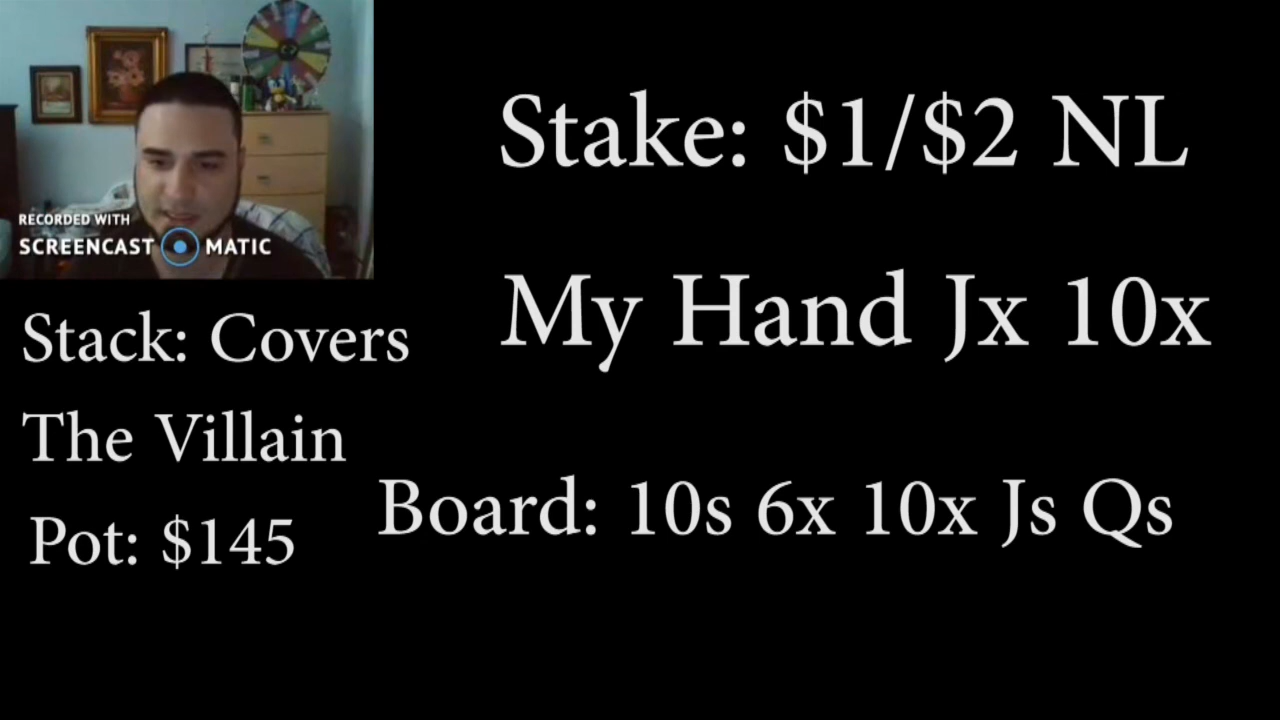 RECORDED WITH
SCREENCAST MATIC
Stake: $1/$2 NL
My Hand Jx 10x
Stack: Covers
The Villain
Pot: $145
Board: 10s 6x 10x Js Qs